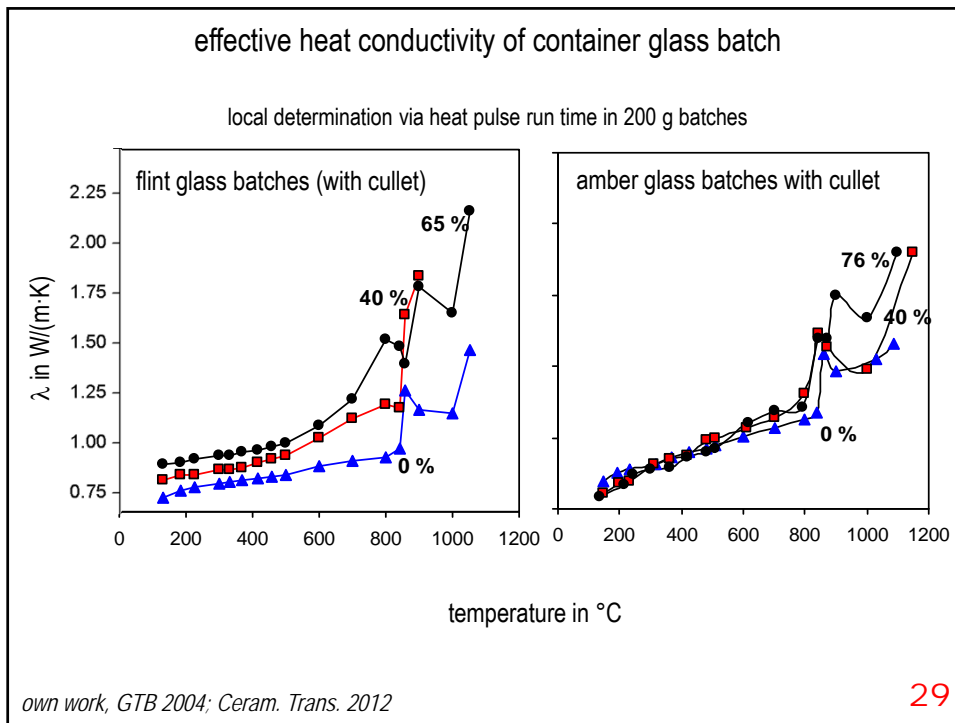 effective heat conductivity of container glass batch
local determination via heat pulse run time in 200 g batches
flint glass batches (with cullet)
amber glass batches with cullet
λ in W/(m·K)
2.25
2.00
1.75
1.50
1.25
1.00
0.75
65 %
40 %
0 %
76 %
40 %
0 %
0 200 400 600 800 1000 1200
0 200 400 600 800 1000 1200
temperature in °C
own work, GTB 2004; Ceram. Trans. 2012
29